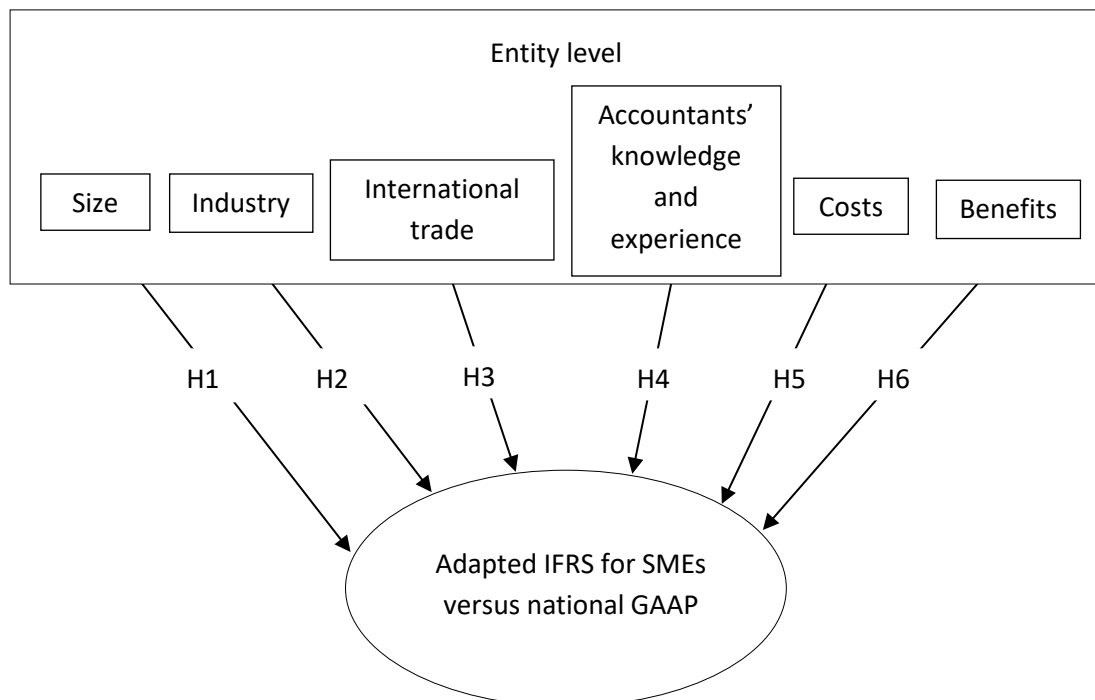 Entity level
Size
Industry
International
trade
Accountants’
knowledge
and
experience
Costs
Benefits
H1
H2
H3
H4
H5
H6
Adapted IFRS for SMEs
versus national GAAP